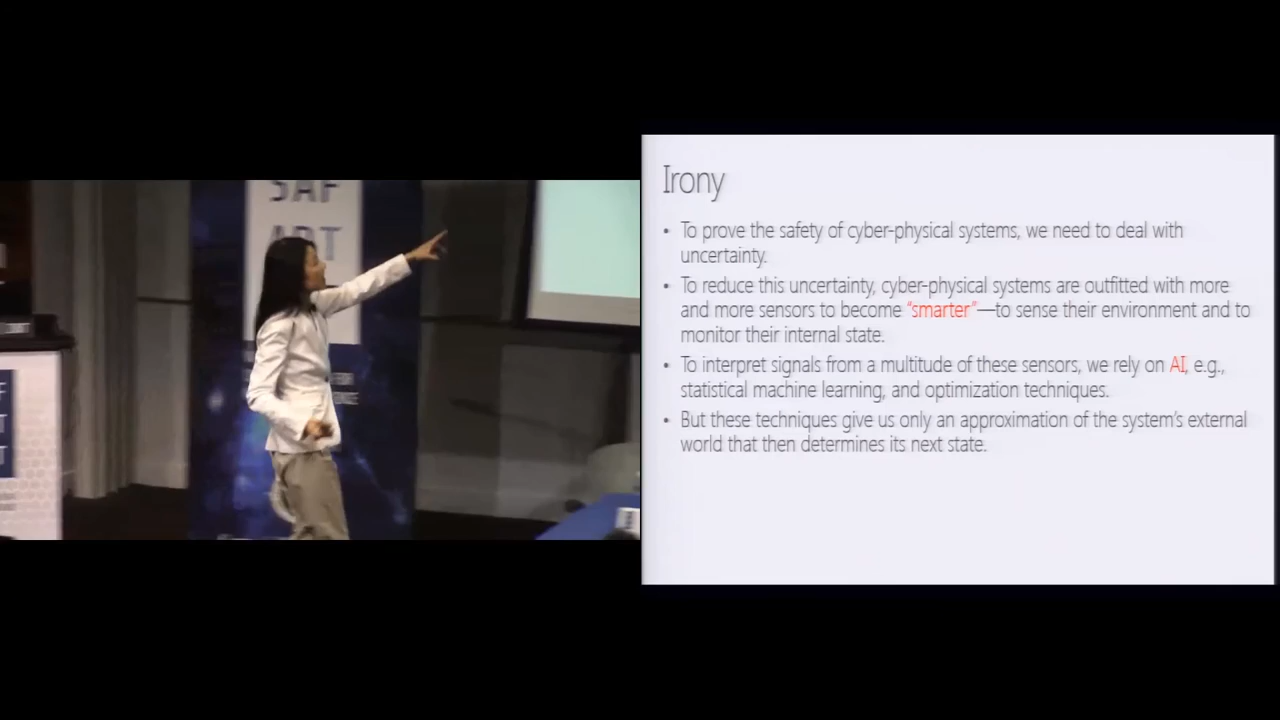 SAF
ART
Irony
• To prove the safety of cyber-physical systems, we need to deal with
uncertainty.
• To reduce this uncertainty, cyber-physical systems are outfitted with more
and more sensors to become “smarter”—to sense their environment and to
monitor their internal state.
• To interpret signals from a multitude of these sensors, we rely on AI, e.g.,
statistical machine learning, and optimization techniques.
• But these techniques give us only an approximation of the system's external
world that then determines its next state.